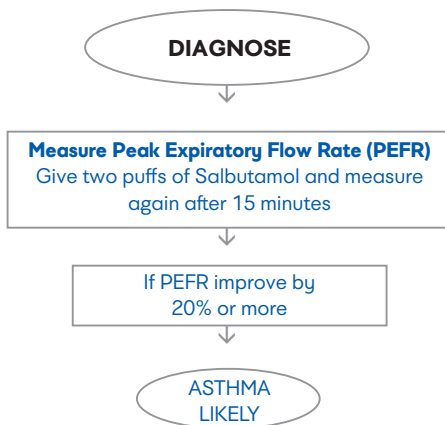 DIAGNOSE
Measure Peak Expiratory Flow Rate (PEFR)
Give two puffs of Salbutamol and measure
again after 15 minutes
If PEFR improve by
20% or more
ASTHMA
LIKELY